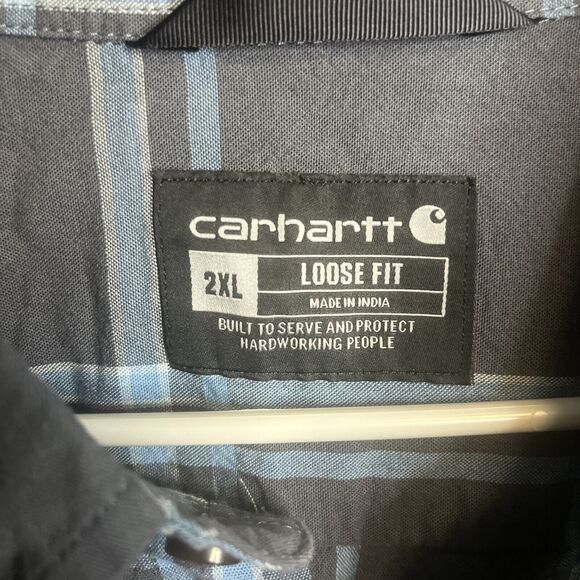 carhartt
2XL LOOSE FIT
MADE IN INDIA
BUILT TO SERVE AND PROTECT
HARDWORKING PEOPLE